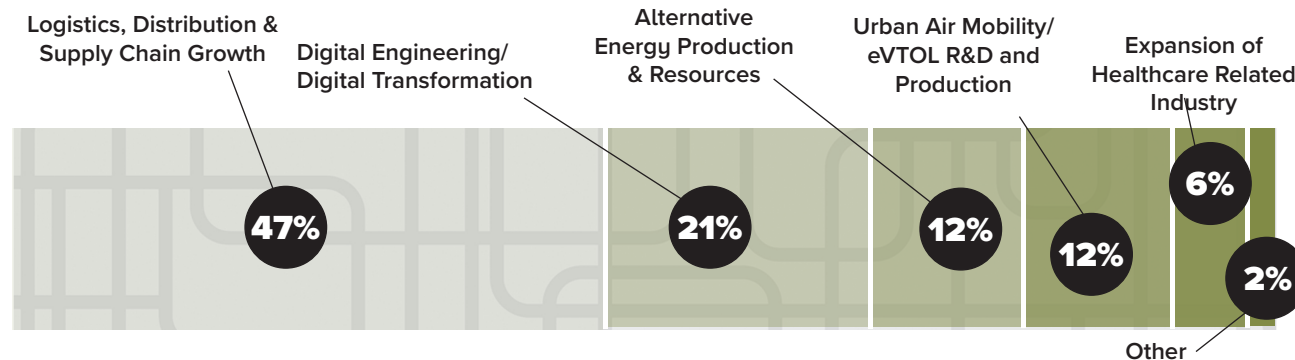 Logistics, Distribution &
Supply Chain Growth
Digital Engineering/
Digital Transformation
Alternative
Energy Production
& Resources
Urban Air Mobility/
eVTOL R&D and
Production
Expansion of
Healthcare Related
Industry
47%
21%
12%
12%
6%
2%
Other